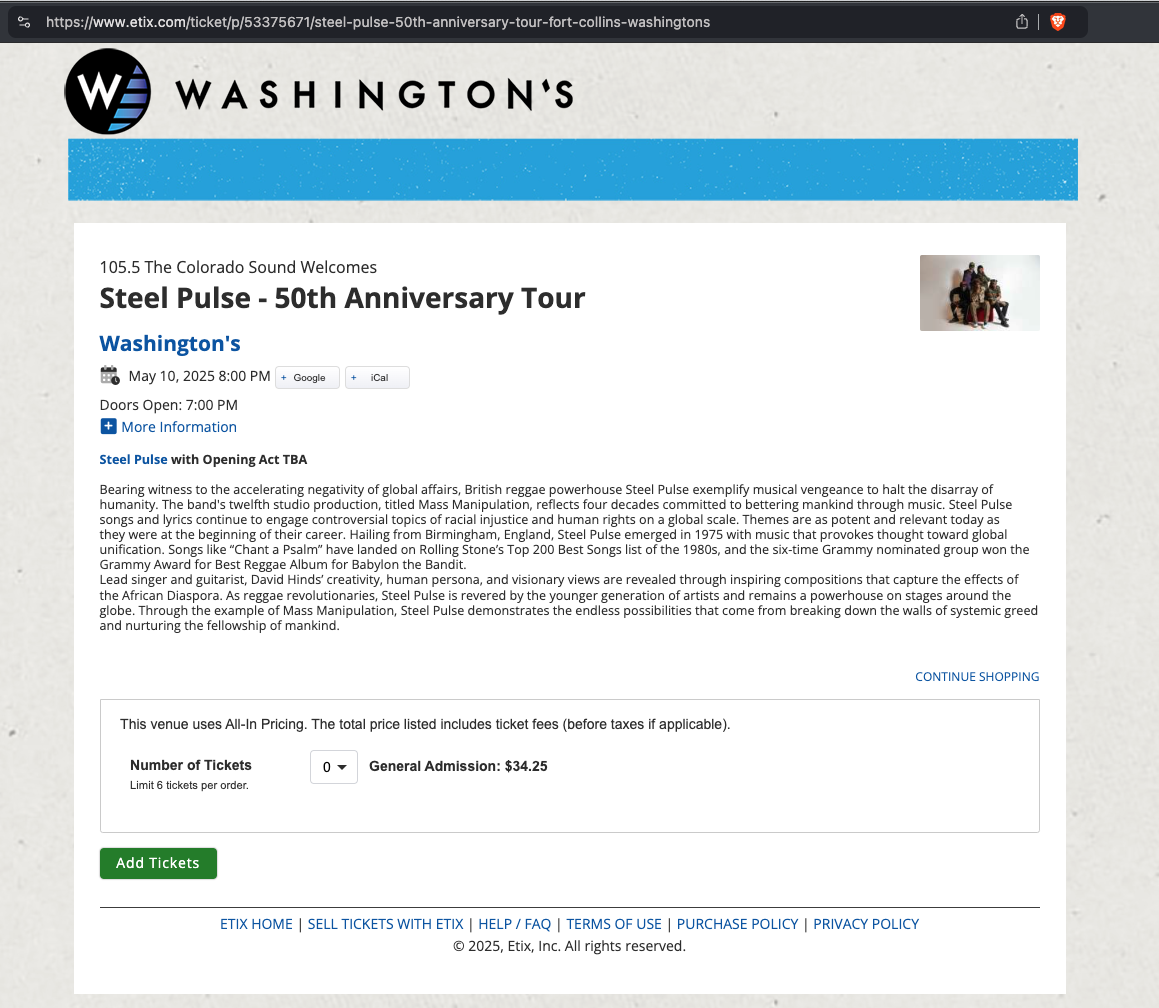 https://www.etix.com/ticket/p/53375671/steel-pulse-50th-anniversary-tour-fort-collins-washingtons
W WASHINGTON'S
105.5 The Colorado Sound Welcomes
Steel Pulse - 50th Anniversary Tour
Washington's
May 10, 2025 8:00 PM + Google + iCal
Doors Open: 7:00 PM
+ More Information
Steel Pulse with Opening Act TBA
Bearing witness to the accelerating negativity of global affairs, British reggae powerhouse Steel Pulse exemplify musical vengeance to halt the disarray of
humanity. The band's twelfth studio production, titled Mass Manipulation, reflects four decades committed to bettering mankind through music. Steel Pulse
songs and lyrics continue to engage controversial topics of racial injustice and human rights on a global scale. Themes are as potent and relevant today as
they were at the beginning of their career. Hailing from Birmingham, England, Steel Pulse emerged in 1975 with music that provokes thought toward global
unification. Songs like “Chant a Psalm” have landed on Rolling Stone’s Top 200 Best Songs list of the 1980s, and the six-time Grammy nominated group won the
Grammy Award for Best Reggae Album for Babylon the Bandit.
Lead singer and guitarist, David Hinds’ creativity, human persona, and visionary views are revealed through inspiring compositions that capture the effects of
the African Diaspora. As reggae revolutionaries, Steel Pulse is revered by the younger generation of artists and remains a powerhouse on stages around the
globe. Through the example of Mass Manipulation, Steel Pulse demonstrates the endless possibilities that come from breaking down the walls of systemic greed
and nurturing the fellowship of mankind.
CONTINUE SHOPPING
This venue uses All-In Pricing. The total price listed includes ticket fees (before taxes if applicable).
Number of Tickets 0 General Admission: $34.25
Limit 6 tickets per order.
Add Tickets
ETIX HOME | SELL TICKETS WITH ETIX | HELP / FAQ | TERMS OF USE | PURCHASE POLICY | PRIVACY POLICY
© 2025, Etix, Inc. All rights reserved.